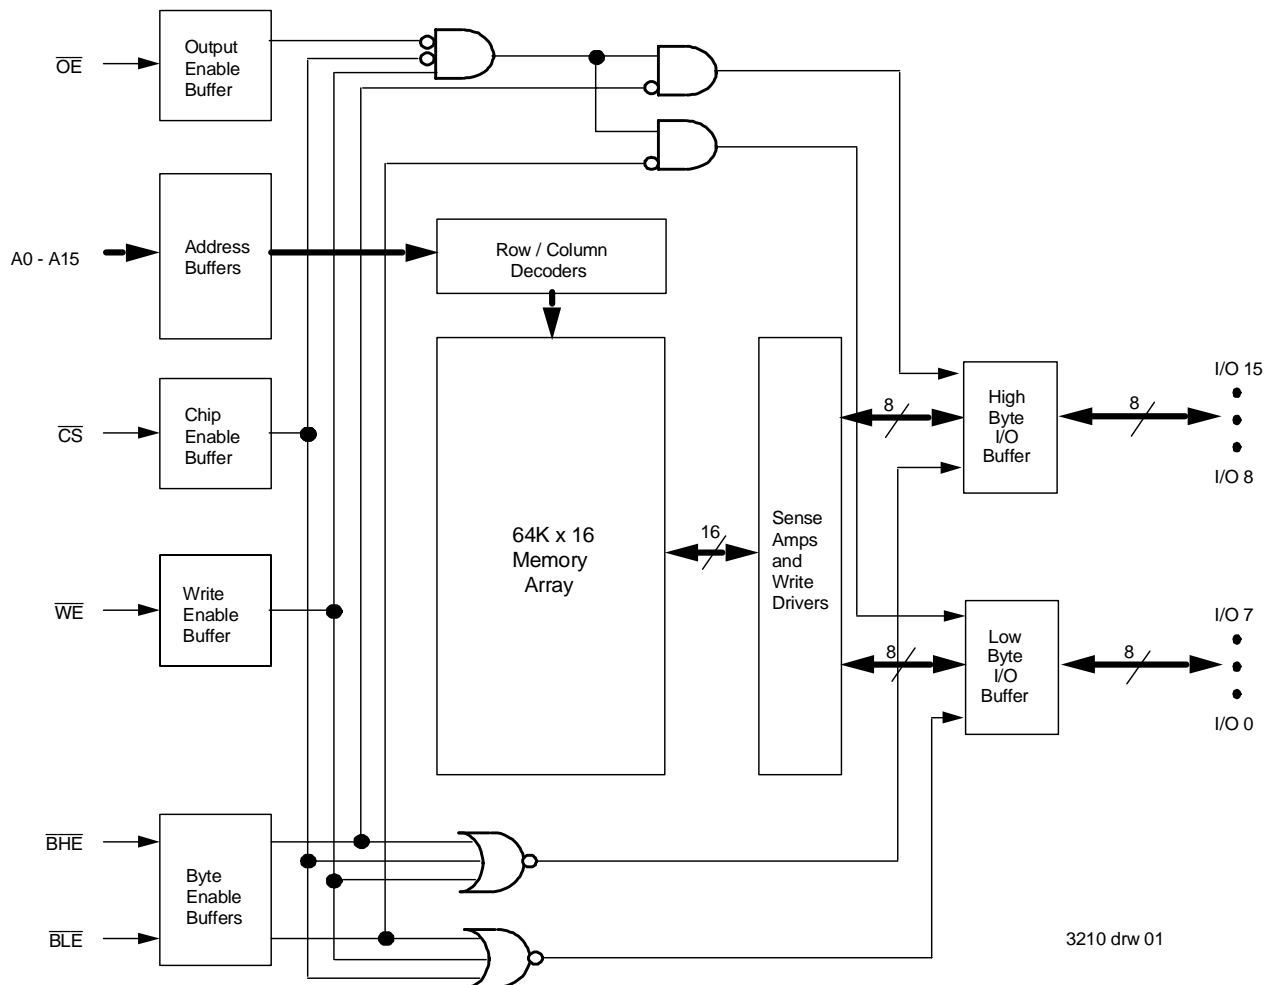 Output
Enable
Buffer
OE
Address
Buffers
A0 - A15
Row / Column
Decoders
Chip
Enable
Buffer
CS
Write
Enable
Buffer
WE
64K x 16
Memory
Array
16
Sense
Amps
and
Write
Drivers
8
High
Byte
I/O
Buffer
8
I/O 15
I/O 8
8
Low
Byte
I/O
Buffer
8
I/O 7
I/O 0
BHE
Byte
Enable
Buffers
BLE
3210 drw 01